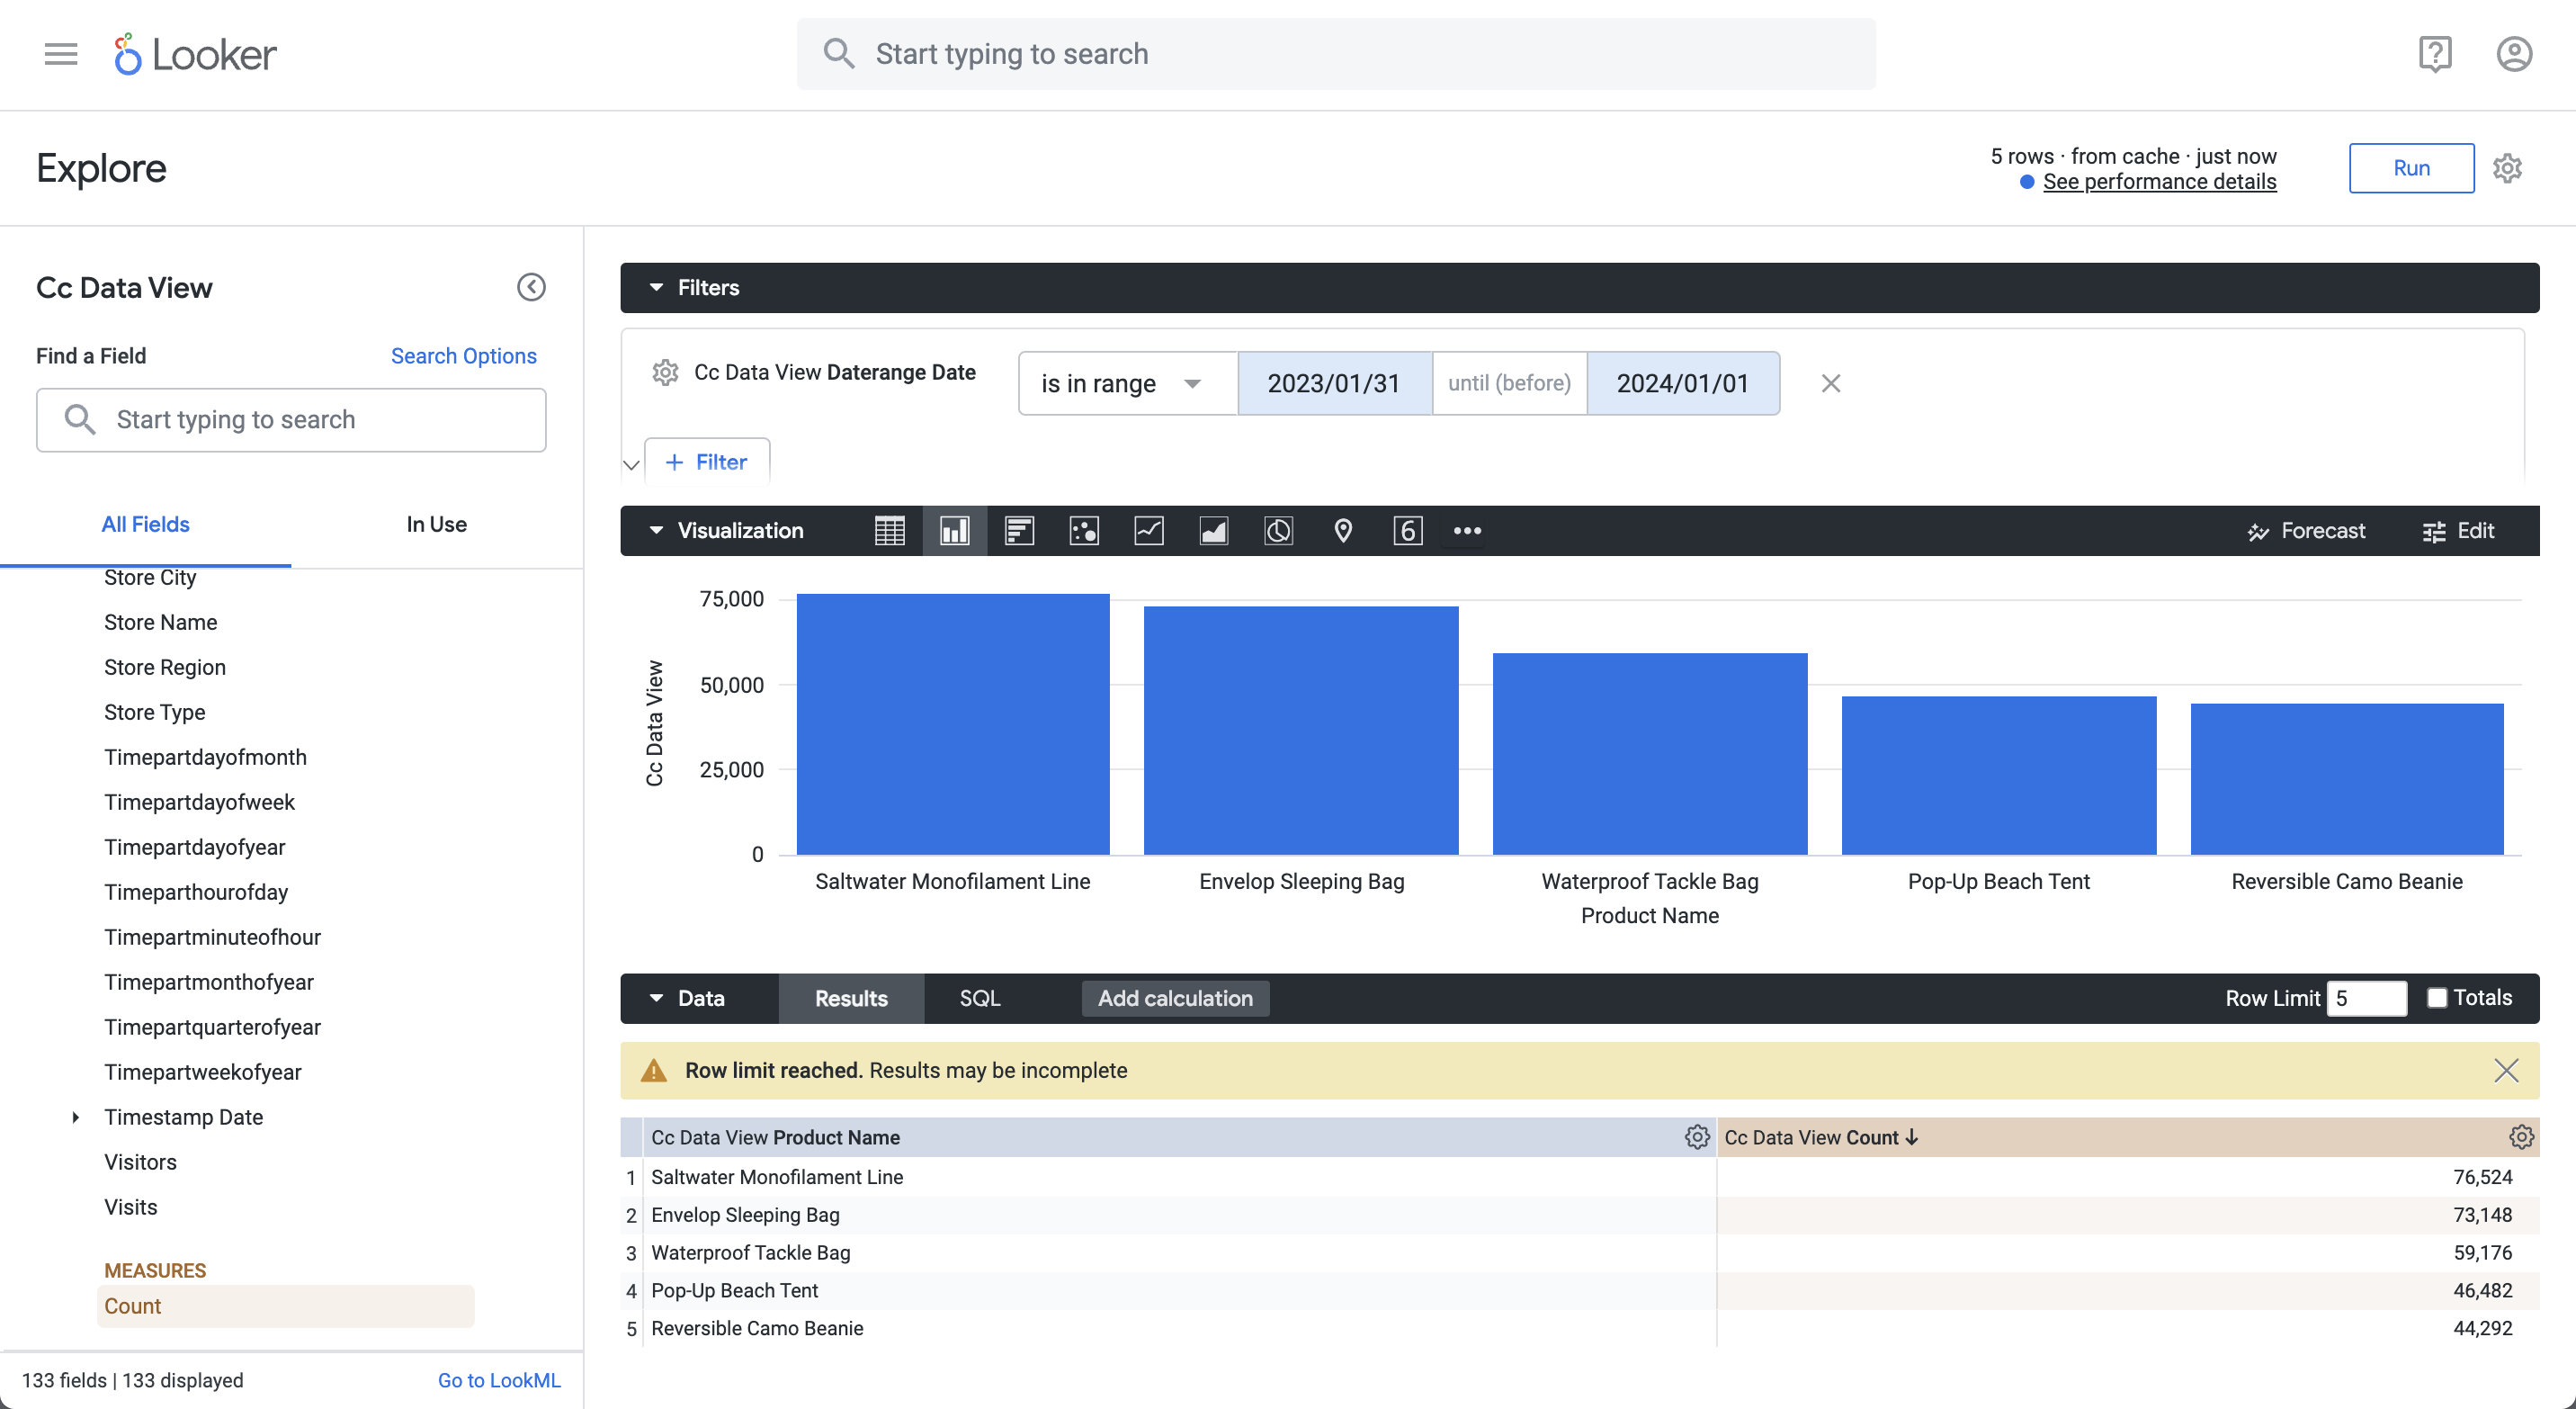 Looker
Start typing to search
Explore
5 rows · from cache · just now
See performance details
Run
Cc Data View
Find a Field
Search Options
Start typing to search
All Fields
In Use
Store City
Store Name
Store Region
Store Type
Timepartdayofmonth
Timepartdayofweek
Timepartdayofyear
Timeparthourofday
Timepartminuteofhour
Timepartmonthofyear
Timepartquarterofyear
Timepartweekofyear
Timestamp Date
Visitors
Visits
MEASURES
Count
133 fields | 133 displayed
Go to LookML
Filters
Cc Data View Daterange Date
is in range
2023/01/31
until (before)
2024/01/01
+ Filter
Visualization
6
Forecast
Edit
Cc Data View
75,000
50,000
25,000
0
Saltwater Monofilament Line
Envelop Sleeping Bag
Waterproof Tackle Bag
Pop-Up Beach Tent
Reversible Camo Beanie
Product Name
Data
Results
SQL
Add calculation
Row Limit 5
Totals
Row limit reached. Results may be incomplete
Cc Data View Product Name
Cc Data View Count ↓
1 Saltwater Monofilament Line 76,524
2 Envelop Sleeping Bag 73,148
3 Waterproof Tackle Bag 59,176
4 Pop-Up Beach Tent 46,482
5 Reversible Camo Beanie 44,292